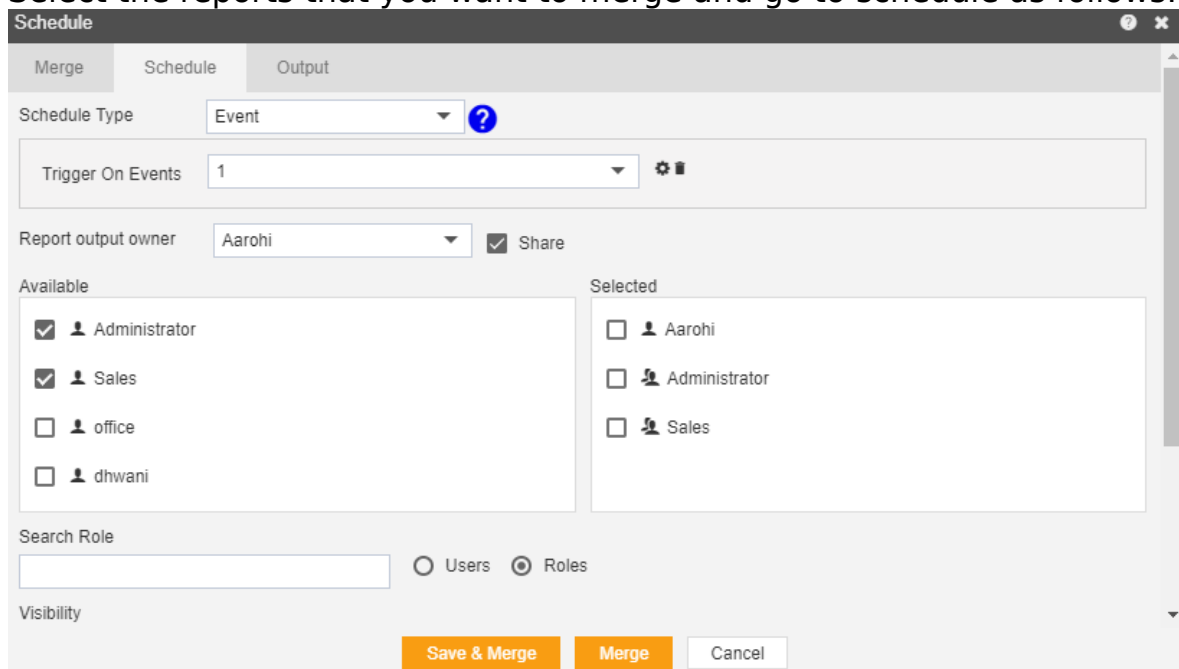 Select the reports that you want to merge and go to schedule as follows:
Schedule
Merge Schedule Output
Schedule Type Event ?
Trigger On Events 1
Report output owner Aarohi Share
Available Selected
Administrator Aarohi
Sales Administrator
office Sales
dhwani
Search Role
Users Roles
Visibility
Save & Merge Merge Cancel